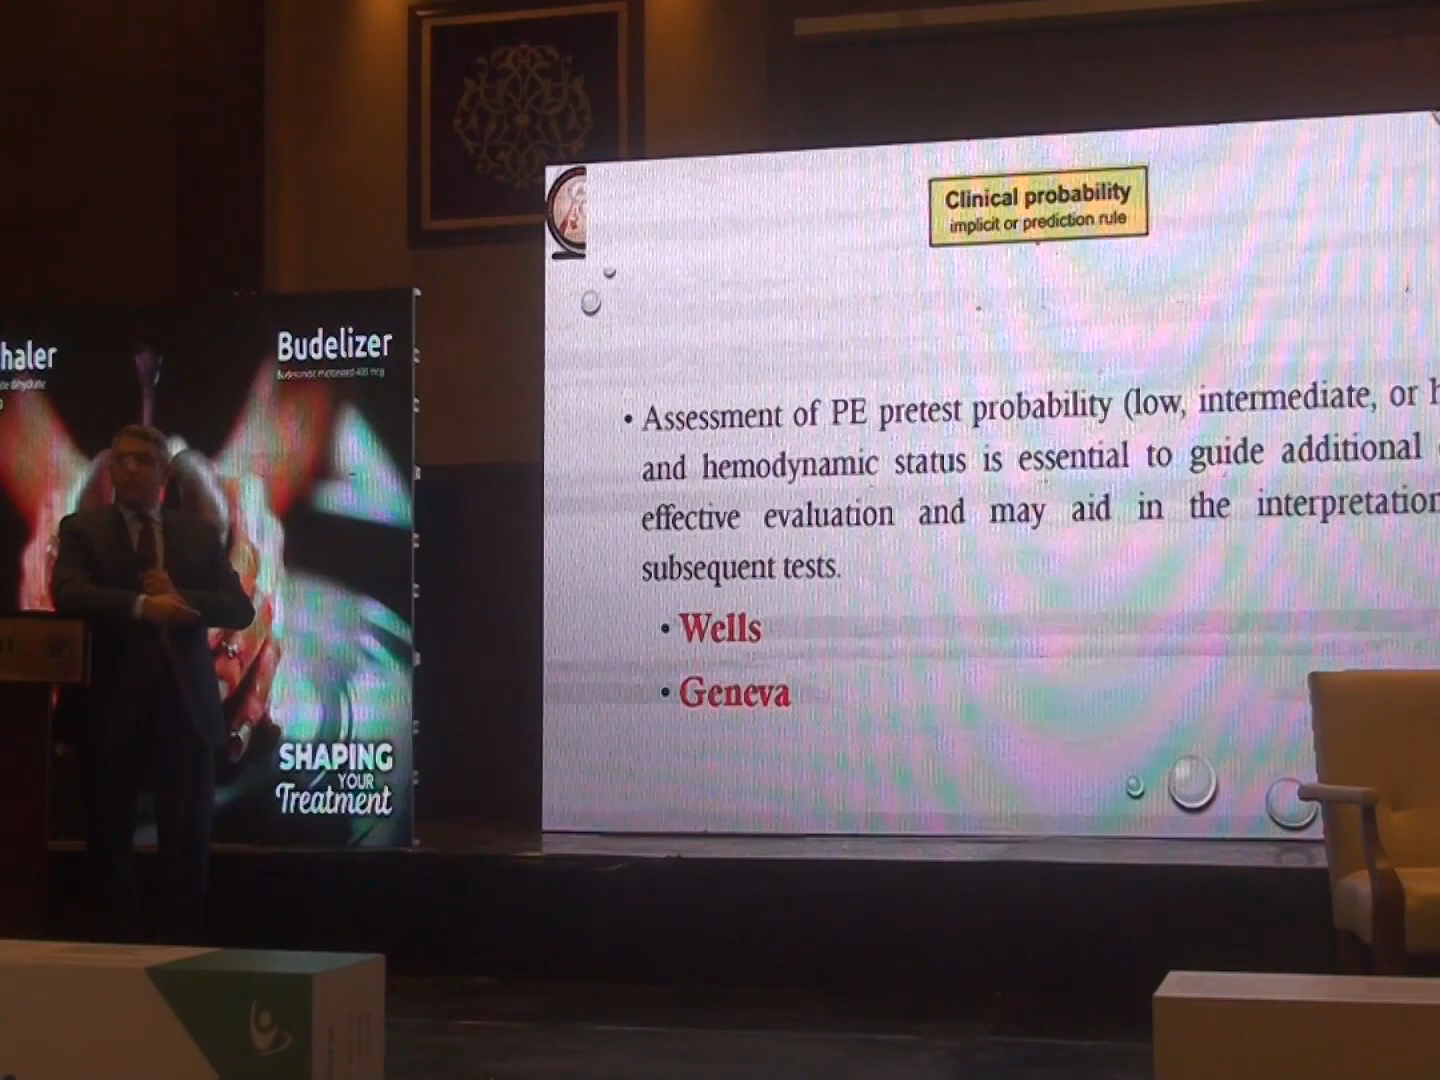 Clinical probability
implicit or prediction rule
haler
Budelizer
• Assessment of PE pretest probability (low, intermediate, or
and hemodynamic status is essential to guide additional
effective evaluation and may aid in the interpretation
subsequent tests.
• Wells
• Geneva
SHAPING
YOUR
Treatment